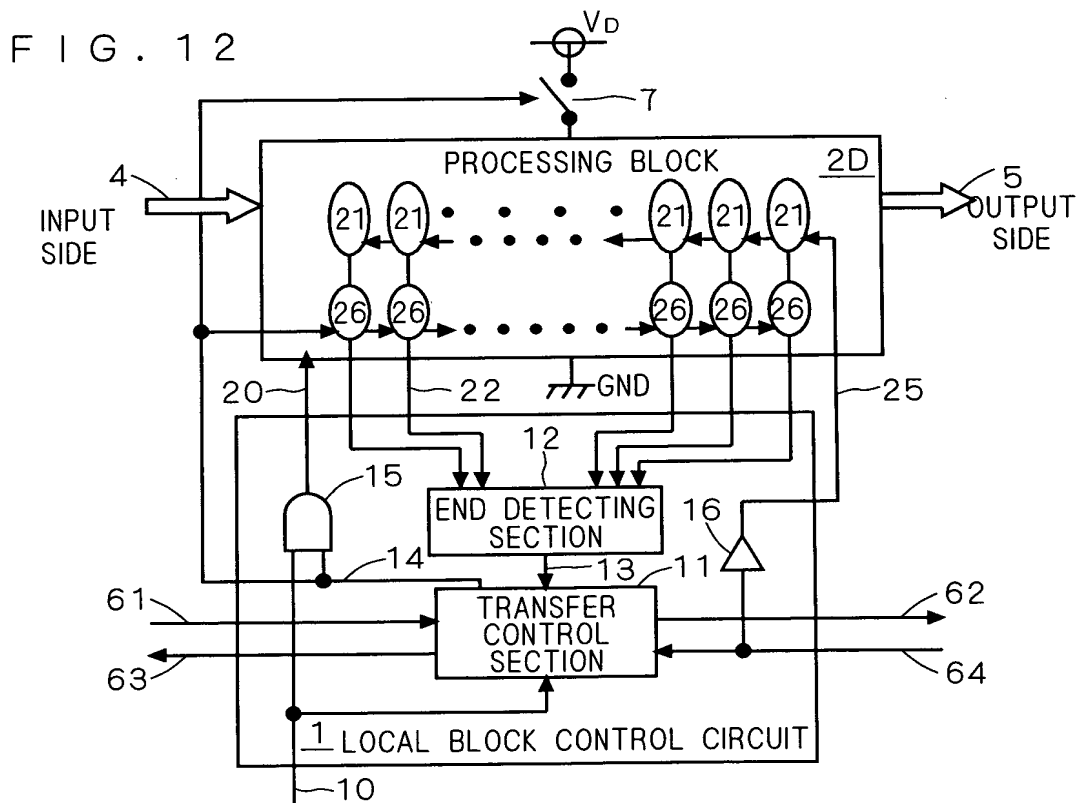 FIG. 12
VD
7
PROCESSING BLOCK 2D
4
5
INPUT
SIDE
OUTPUT
SIDE
21 21 21 21 21
26 26 26 26 26
20
22
GND
25
12
15
END DETECTING
SECTION
16
14
13
11
61
TRANSFER
CONTROL
SECTION
62
63
64
1 LOCAL BLOCK CONTROL CIRCUIT
10